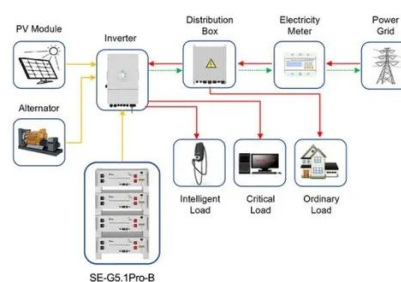 PV Module
Inverter
Distribution
Box
Electricity
Meter
Power
Grid
Alternator
Intelligent
Load
Critical
Load
Ordinary
Load
SE-G5.1Pro-B